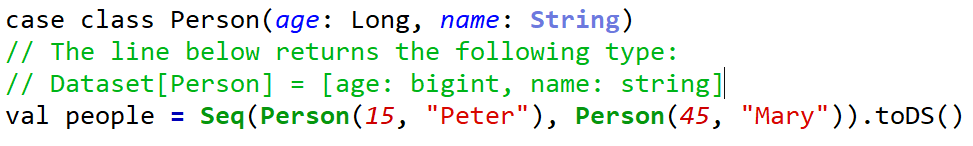 case class Person(age: Long, name: String)
// The line below returns the following type:
// Dataset[Person] = [age: bigint, name: string]
val people = Seq(Person(15, "Peter"), Person(45, "Mary")).toDS()